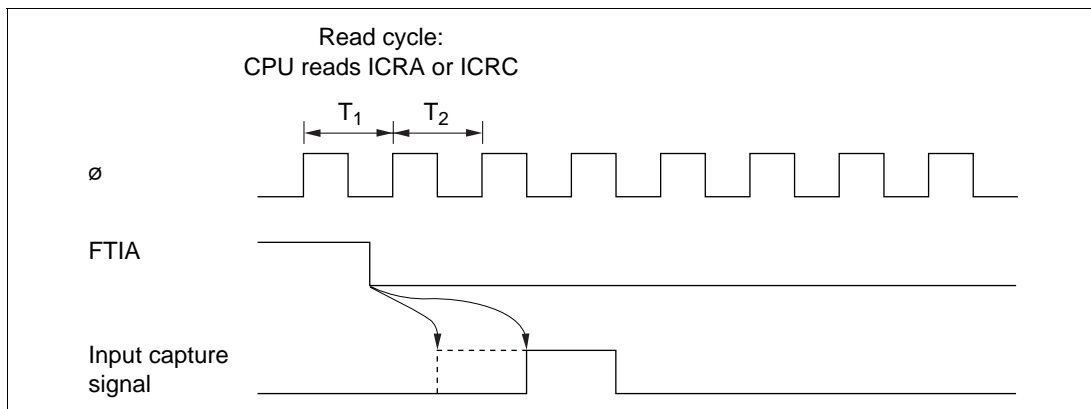 Read cycle:
CPU reads ICRA or ICRC
T1 T2
ø
FTIA
Input capture
signal